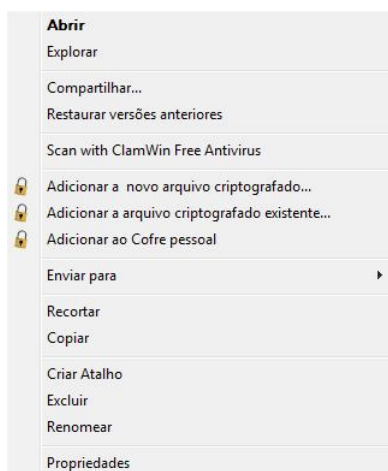 Abrir
Explorar
Compartilhar...
Restaurar versões anteriores
Scan with ClamWin Free Antivirus
Adicionar a  novo arquivo criptografado...
Adicionar a arquivo criptografado existente...
Adicionar ao Cofre pessoal
Enviar para
Recortar
Copiar
Criar Atalho
Excluir
Renomear
Propriedades